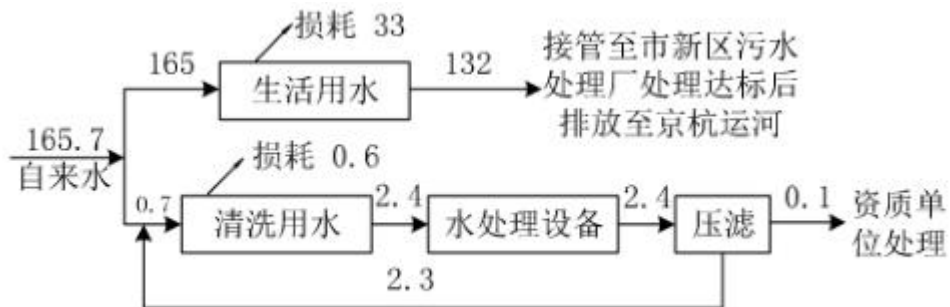 损耗 33
165
生活用水
132
接管至市新区污水
处理厂处理达标后
排放至京杭运河
165.7
自来水
损耗 0.6
0.7
清洗用水
2.4
水处理设备
2.4
压滤
0.1
资质单
位处理
2.3